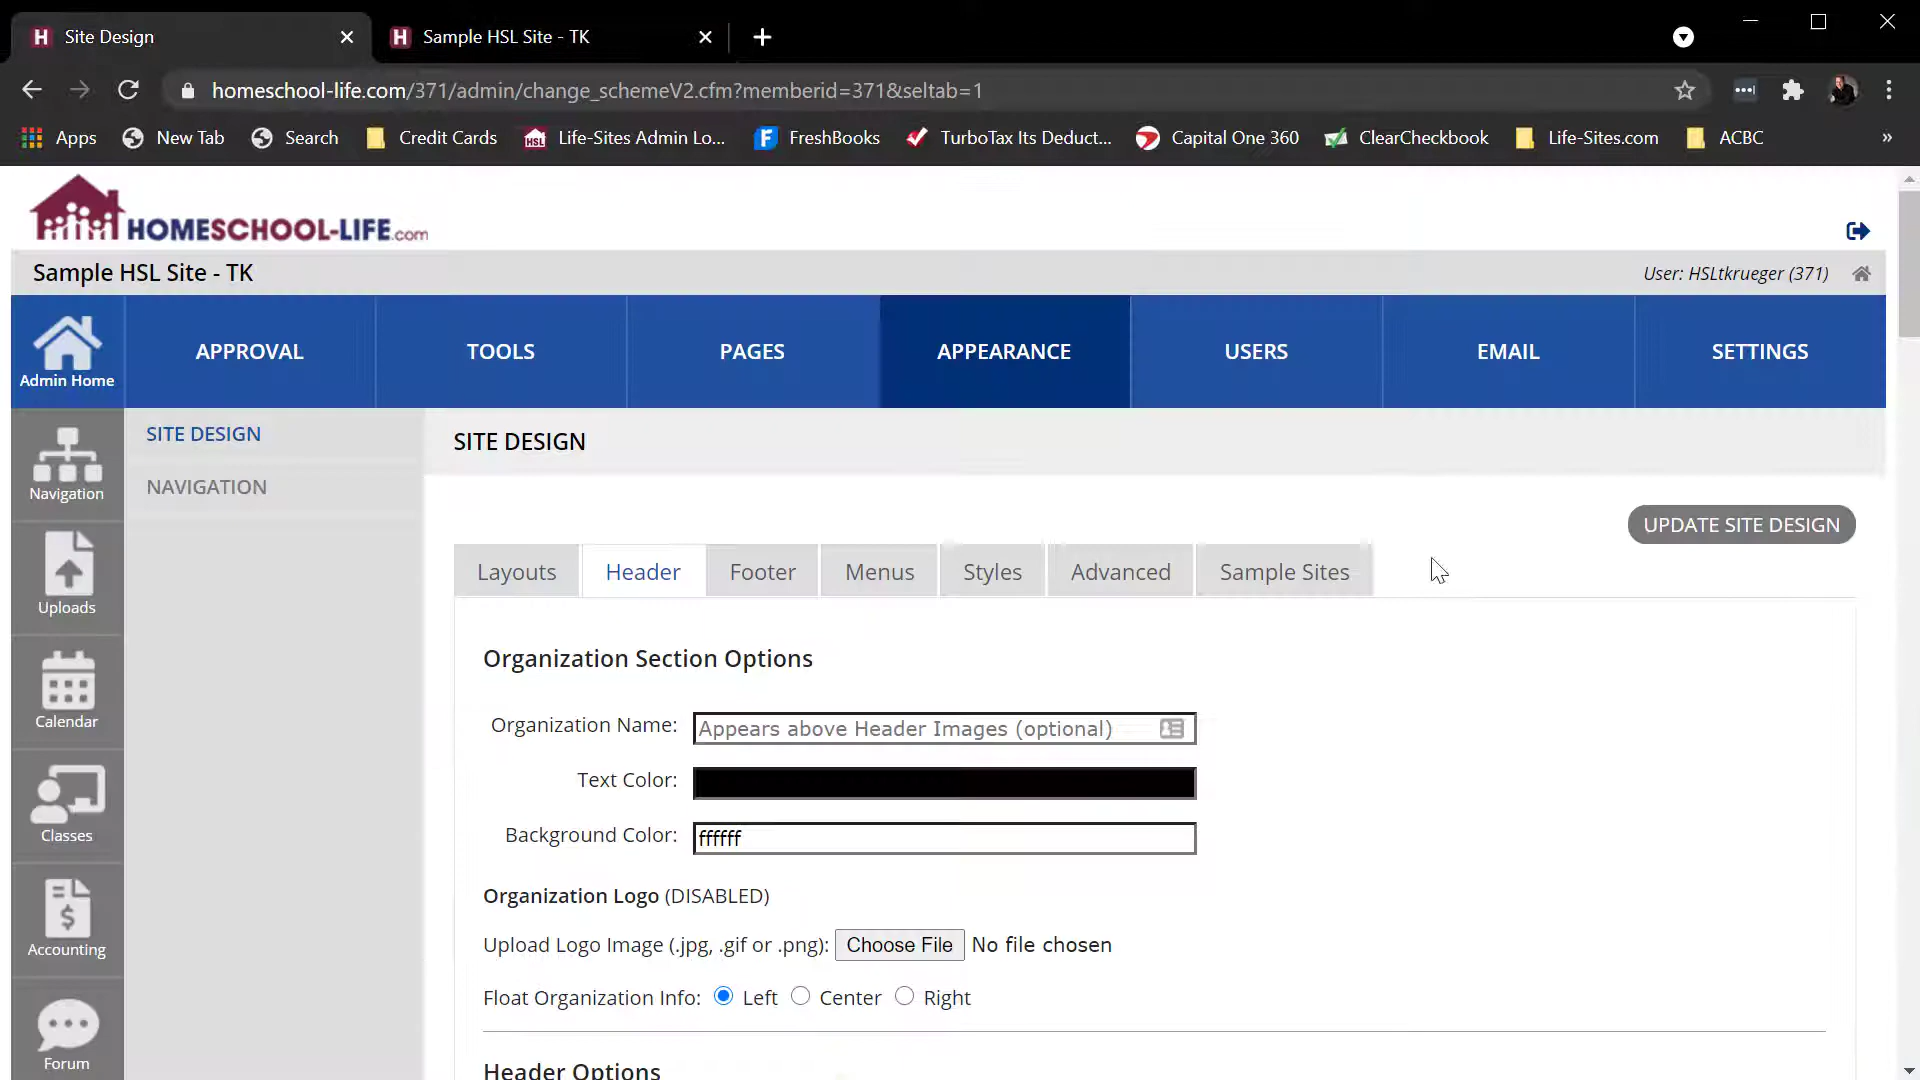 Site Design
Sample HSL Site - TK
homeschool-life.com/371/admin/change_schemeV2.cfm?memberid=371&seltab=1
Apps New Tab Search Credit Cards Life-Sites Admin Lo... FreshBooks TurboTax Its Deduct... Capital One 360 ClearCheckbook Life-Sites.com ACBC »
HOMESCHOOL-LIFE.com
Sample HSL Site - TK
User: HSLtkrueger (371)
Admin Home
APPROVAL
TOOLS
PAGES
APPEARANCE
USERS
EMAIL
SETTINGS
Navigation
Uploads
Calendar
Classes
Accounting
Forum
SITE DESIGN
NAVIGATION
SITE DESIGN
UPDATE SITE DESIGN
Layouts Header Footer Menus Styles Advanced Sample Sites
Organization Section Options
Organization Name: Appears above Header Images (optional)
Text Color:
Background Color: ffffff
Organization Logo (DISABLED)
Upload Logo Image (.jpg, .gif or .png): Choose File No file chosen
Float Organization Info: Left Center Right
Header Options